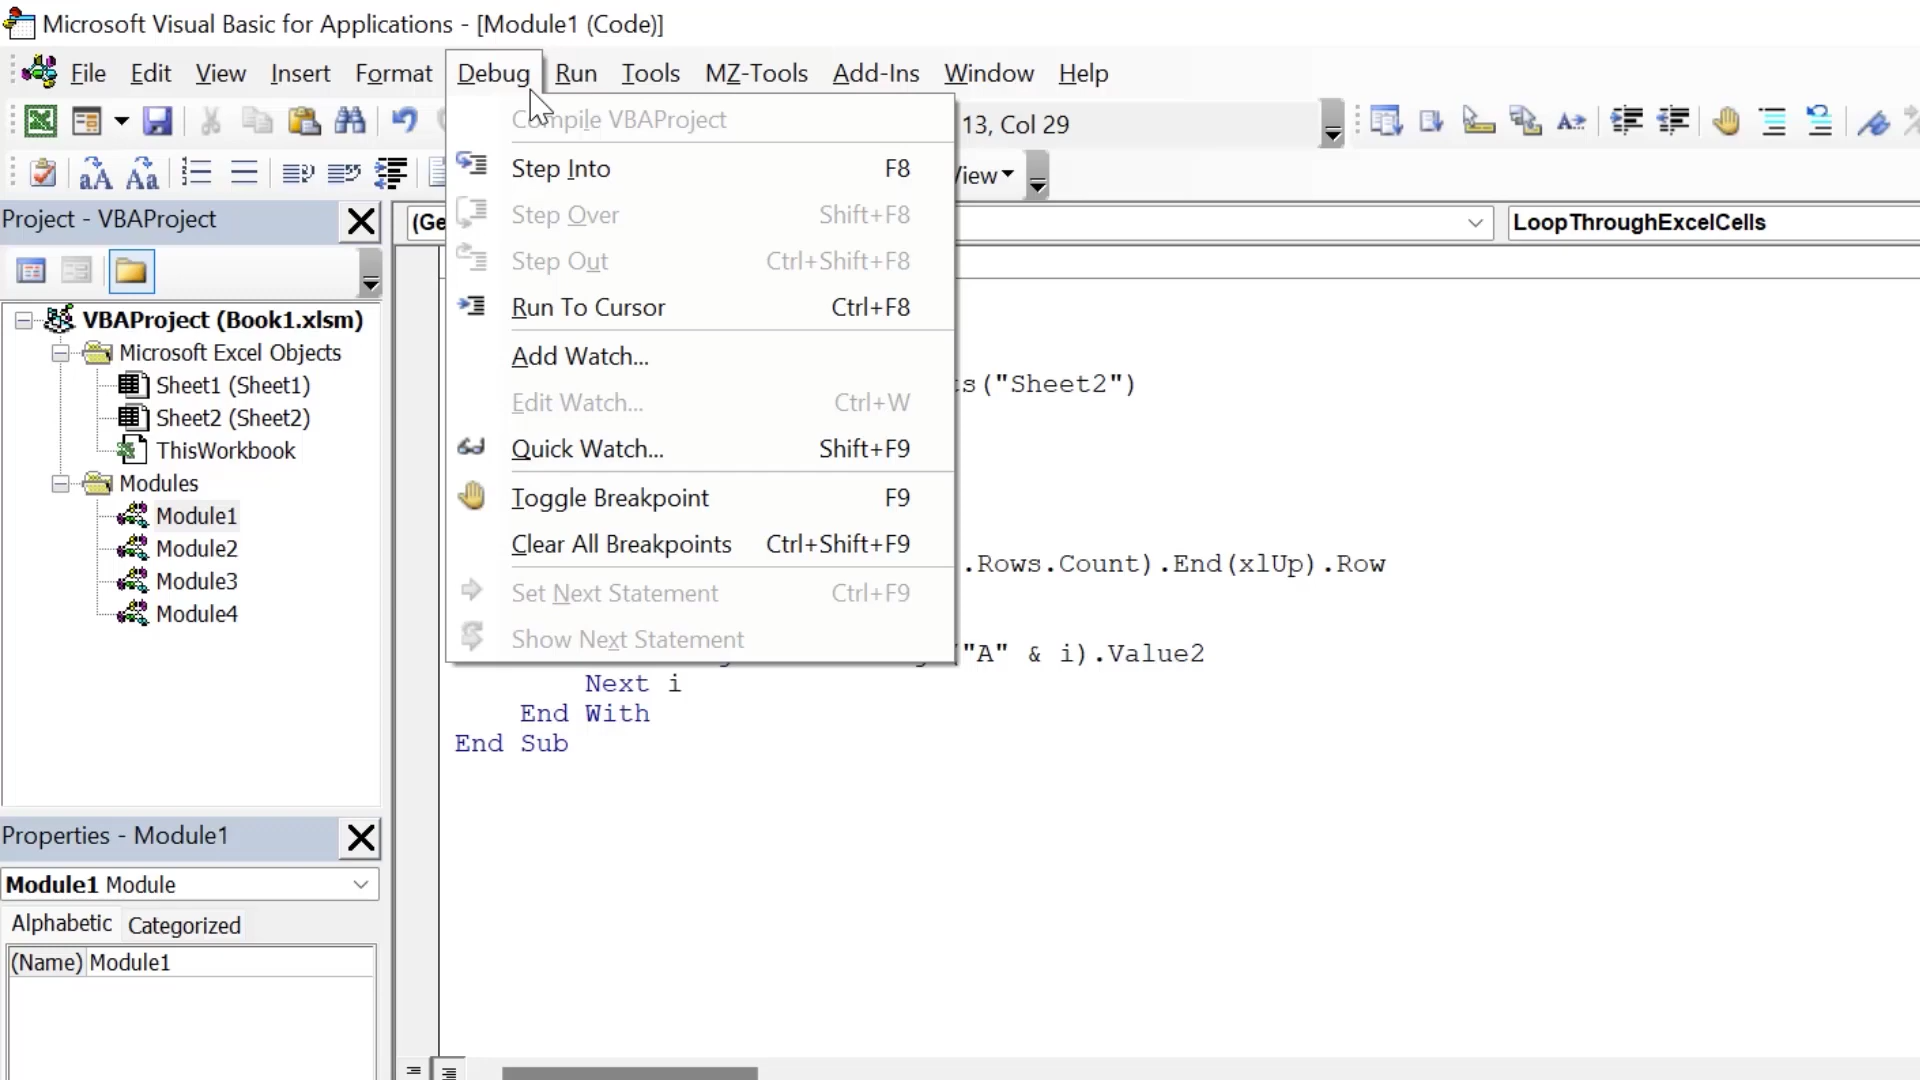 Microsoft Visual Basic for Applications - [Module1 (Code)]
File Edit View Insert Format Debug Run Tools MZ-Tools Add-Ins Window Help
Compile VBAProject
13, Col 29
Step Into F8
Step Over Shift+F8
Step Out Ctrl+Shift+F8
Run To Cursor Ctrl+F8
Add Watch...
Edit Watch... Ctrl+W
Quick Watch... Shift+F9
Toggle Breakpoint F9
Clear All Breakpoints Ctrl+Shift+F9
Set Next Statement Ctrl+F9
Show Next Statement
Project - VBAProject
VBAProject (Book1.xlsm)
Microsoft Excel Objects
Sheet1 (Sheet1)
Sheet2 (Sheet2)
ThisWorkbook
Modules
Module1
Module2
Module3
Module4
Properties - Module1
Module1 Module
Alphabetic Categorized
(Name) Module1
LoopThroughExcelCells
("Sheet2")
.Rows.Count).End(xlUp).Row
"A" & i).Value2
Next i
End With
End Sub